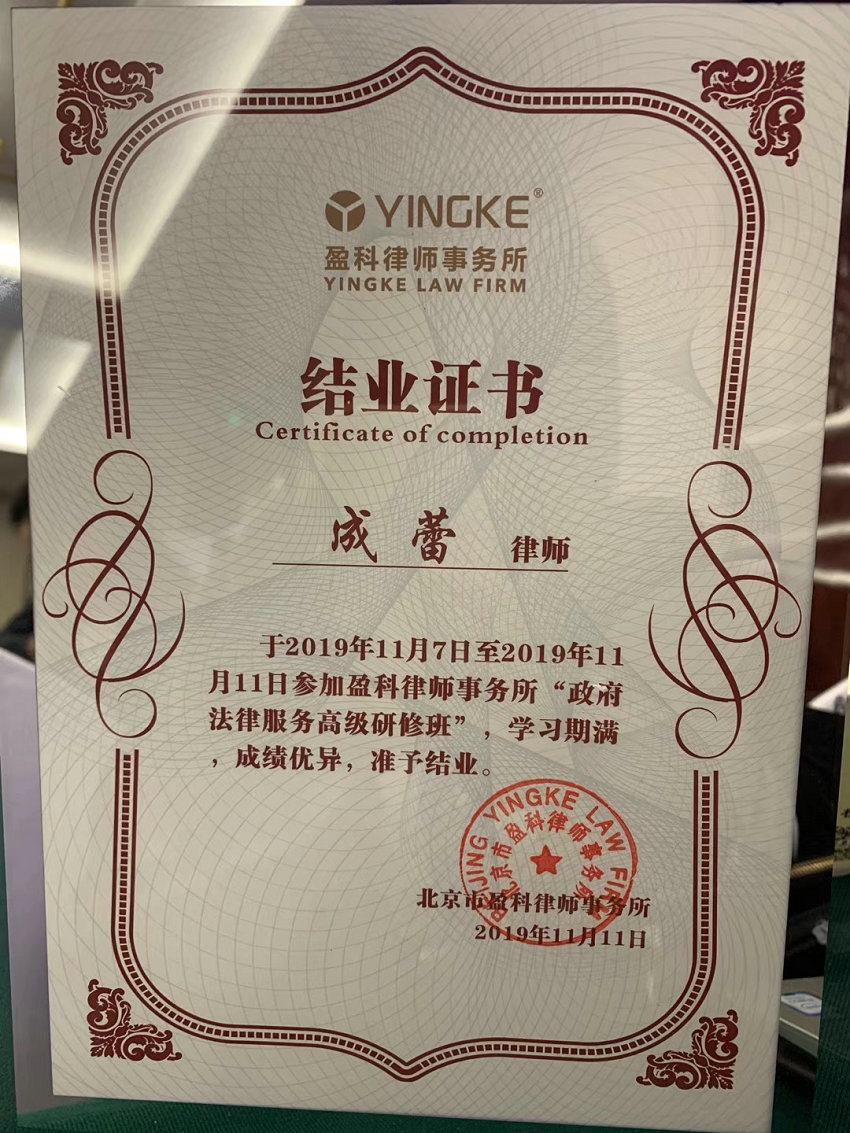 YINGKE®
盈科律师事务所
YINGKE LAW FIRM
结业证书
Certificate of completion
成蕾 律师
于2019年11月7日至2019年11
月11日参加盈科律师事务所“政府
法律服务高级研修班”，学习期满
，成绩优异，准予结业。
BEIJING YINGKE LAW FIRM
北京市盈科律师事务所
北京市盈科律师事务所
2019年11月11日